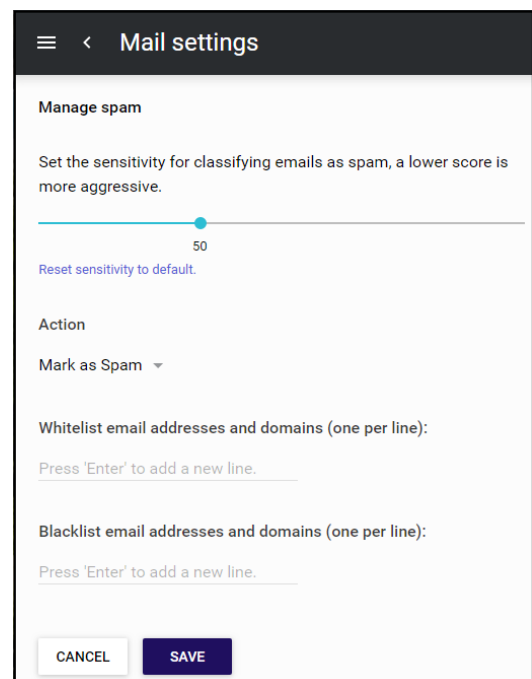 Mail settings
Manage spam
Set the sensitivity for classifying emails as spam, a lower score is
more aggressive.
50
Reset sensitivity to default.
Action
Mark as Spam
Whitelist email addresses and domains (one per line):
Press 'Enter' to add a new line.
Blacklist email addresses and domains (one per line):
Press 'Enter' to add a new line.
CANCEL SAVE